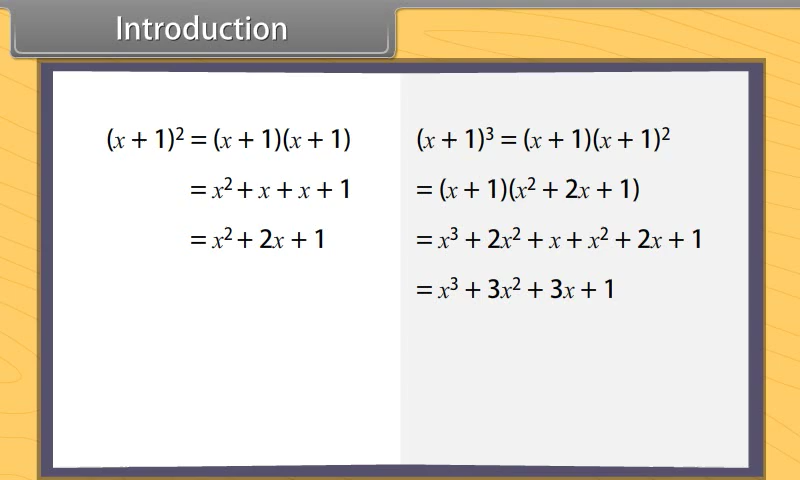 Introduction
(x + 1)² = (x + 1)(x + 1)
= x² + x + x + 1
= x² + 2x + 1
(x + 1)³ = (x + 1)(x + 1)²
= (x + 1)(x² + 2x + 1)
= x³ + 2x² + x + x² + 2x + 1
= x³ + 3x² + 3x + 1